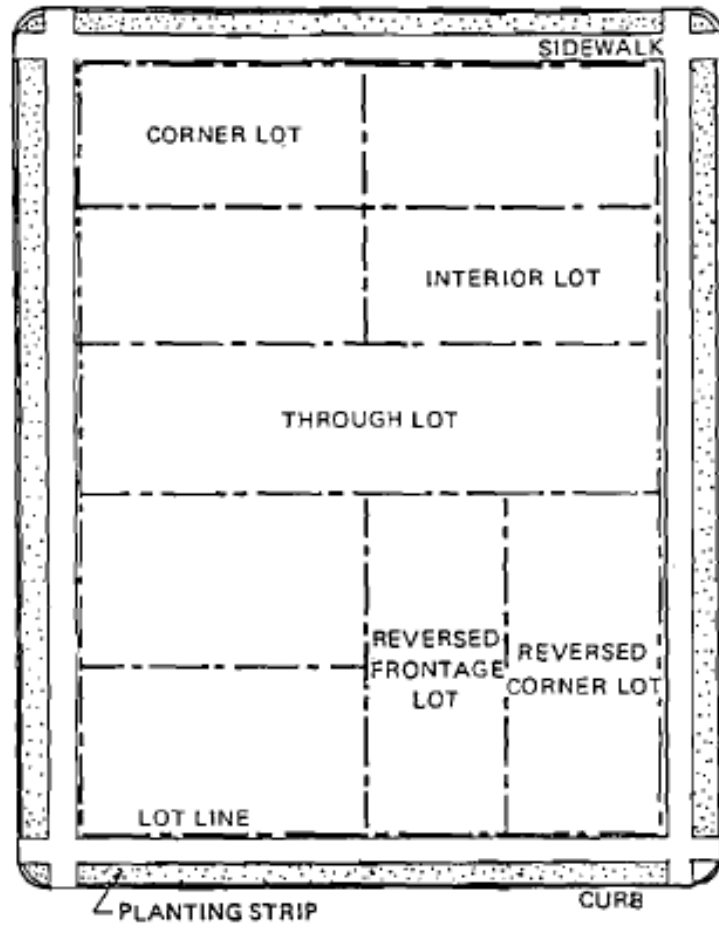 SIDEWALK
CORNER LOT
INTERIOR LOT
THROUGH LOT
REVERSED
FRONTAGE
LOT
REVERSED
CORNER LOT
LOT LINE
PLANTING STRIP
CURB